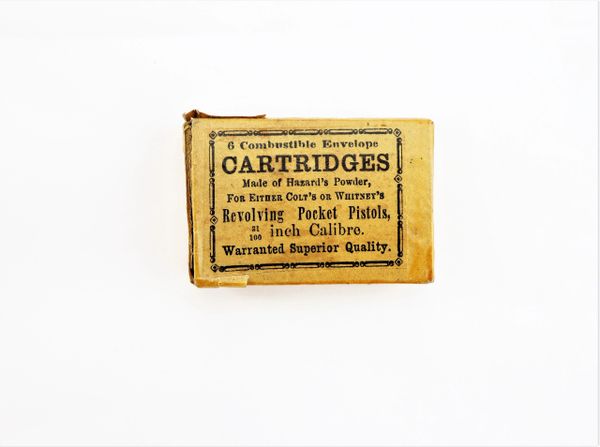 6 Combustible Envelope
CARTRIDGES
Made of Hazard's Powder,
FOR EITHER COLT'S OR WHITNEY'S
Revolving Pocket Pistols,
31/100 inch Calibre.
Warranted Superior Quality.